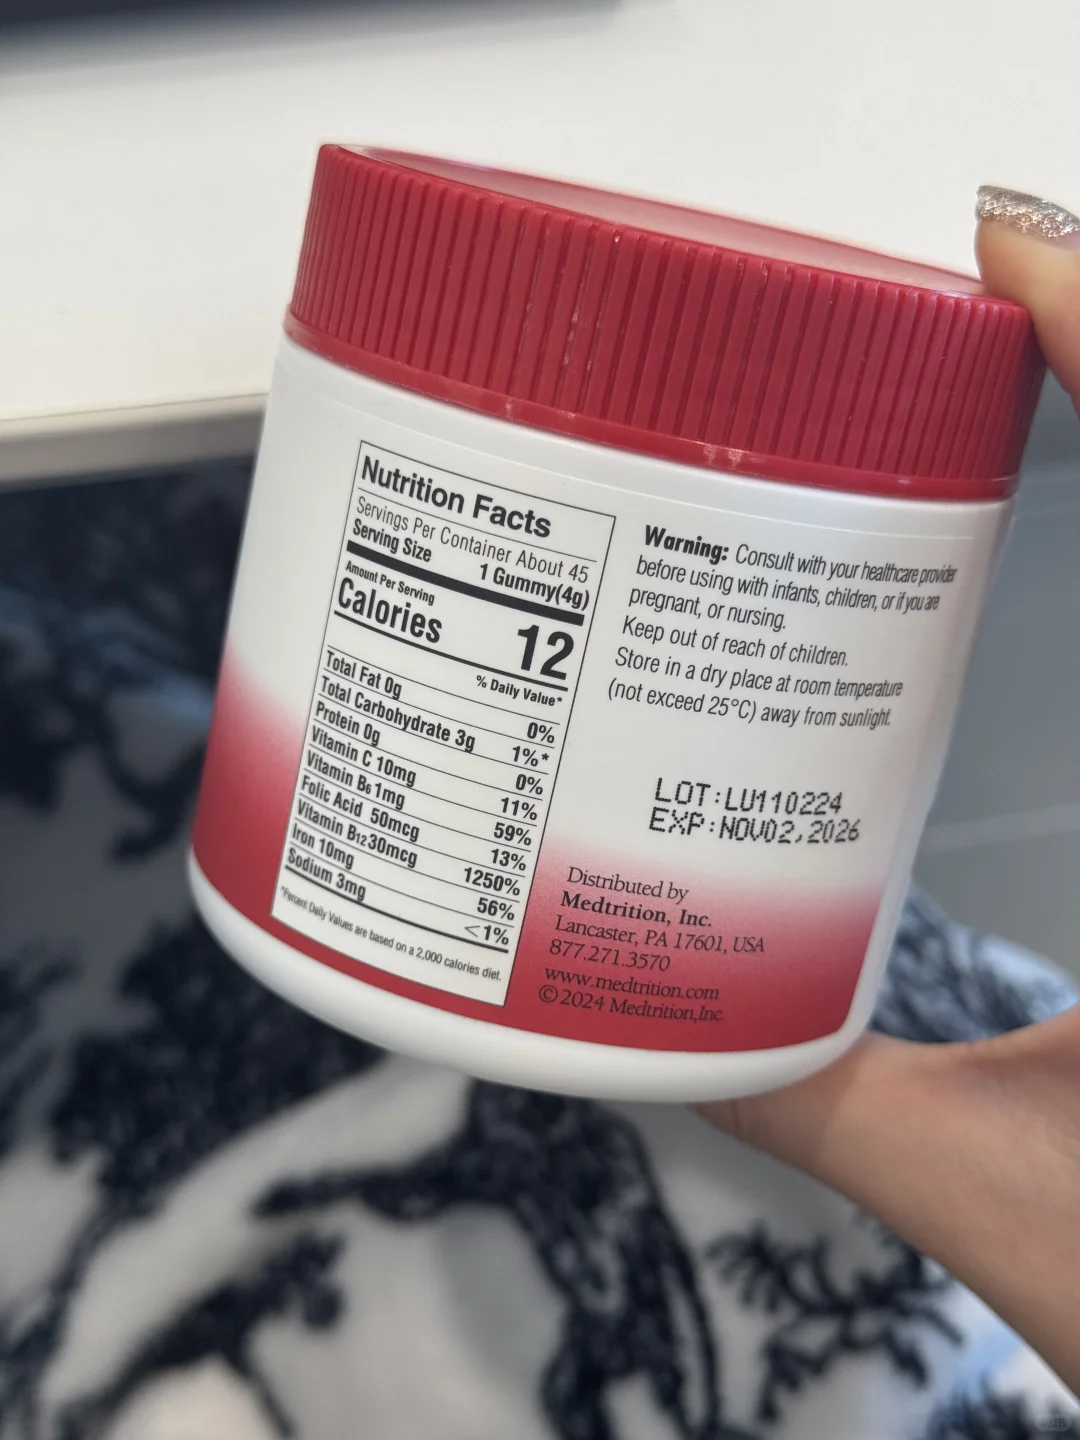 Nutrition Facts
Servings Per Container About 45
Serving Size 1 Gummy(4g)
Amount Per Serving
Calories 12
% Daily Value*
Total Fat 0g 0%
Total Carbohydrate 3g 1%*
Protein 0g 0%
Vitamin C 10mg 11%
Vitamin B6 1mg 59%
Folic Acid 50mcg 13%
Vitamin B12 30mcg 1250%
Iron 10mg 56%
Sodium 3mg <1%
*Percent Daily Values are based on a 2,000 calories diet.
Warning: Consult with your healthcare provider
before using with infants, children, or if you are
pregnant, or nursing.
Keep out of reach of children.
Store in a dry place at room temperature
(not exceed 25°C) away from sunlight.
LOT:LU110224
EXP:NOV02,2026
Distributed by
Medtrition, Inc.
Lancaster, PA 17601, USA
877.271.3570
www.medtrition.com
©2024 Medtrition,Inc.